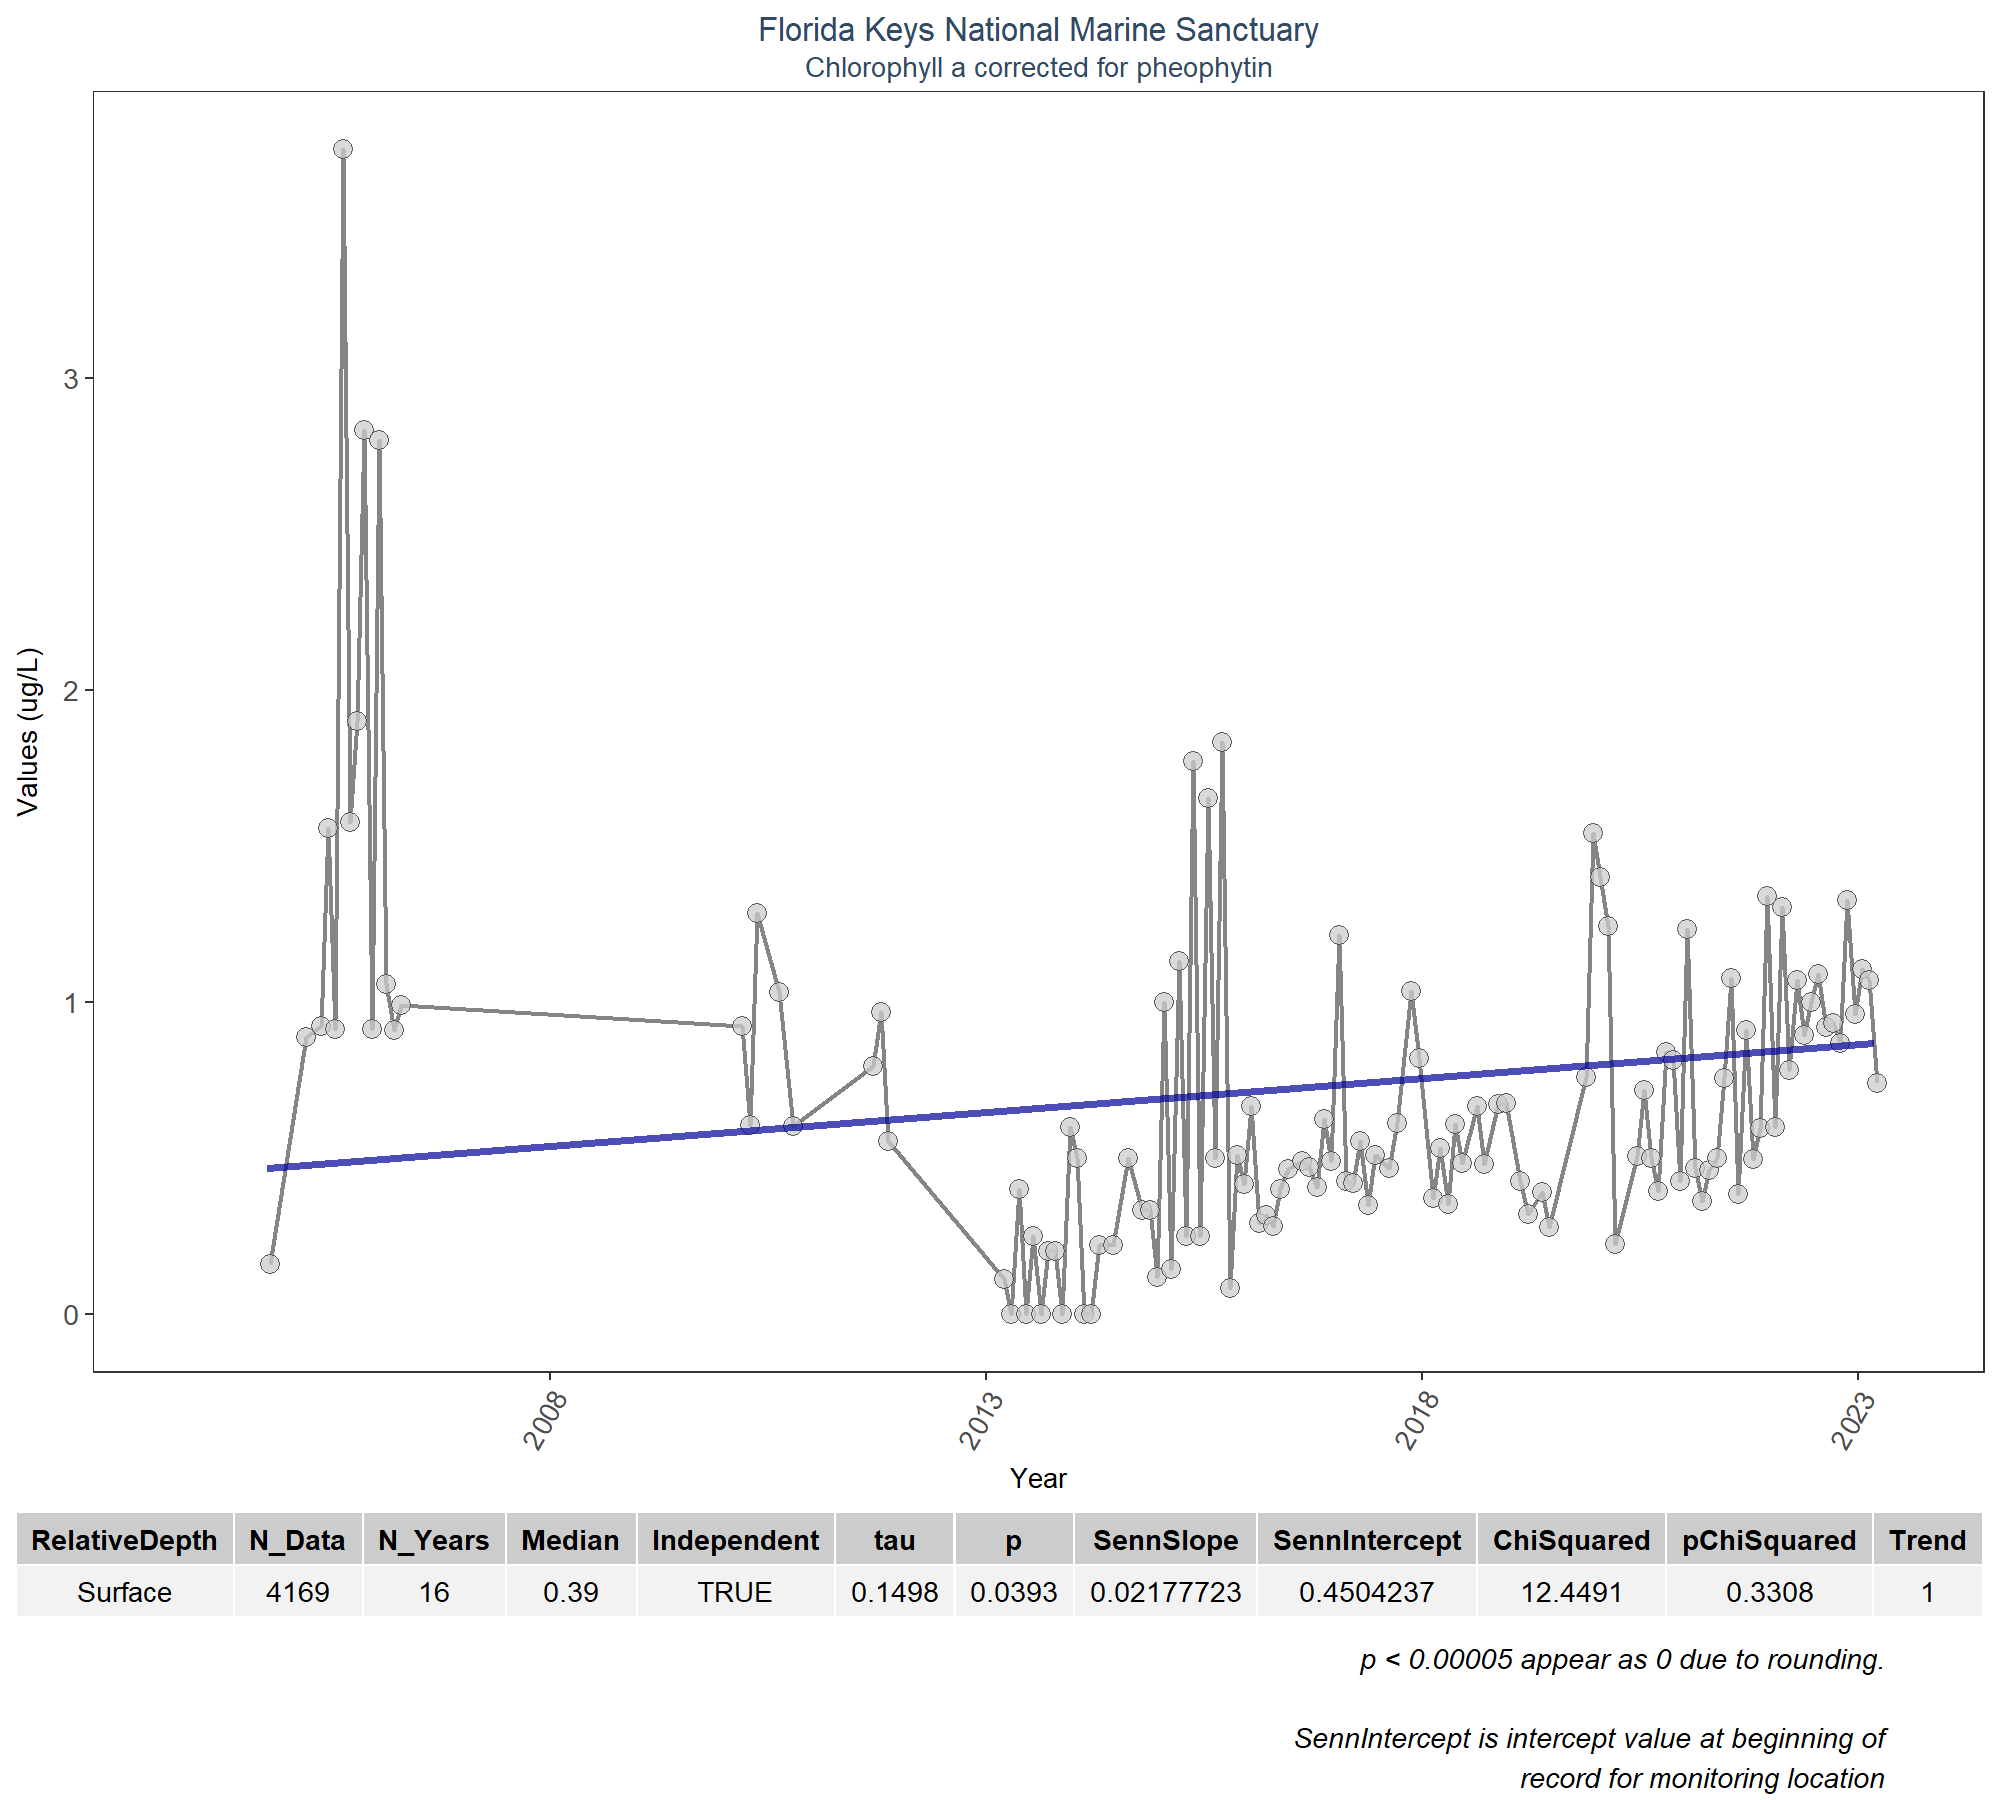 Florida Keys National Marine Sanctuary
Chlorophyll a corrected for pheophytin
Values (ug/L)
3
2
1
0
2008
2013
2018
2023
Year
RelativeDepth N_Data N_Years Median Independent tau p SennSlope SennIntercept ChiSquared pChiSquared Trend
Surface 4169 16 0.39 TRUE 0.1498 0.0393 0.02177723 0.4504237 12.4491 0.3308 1
p < 0.00005 appear as 0 due to rounding.
SennIntercept is intercept value at beginning of
record for monitoring location